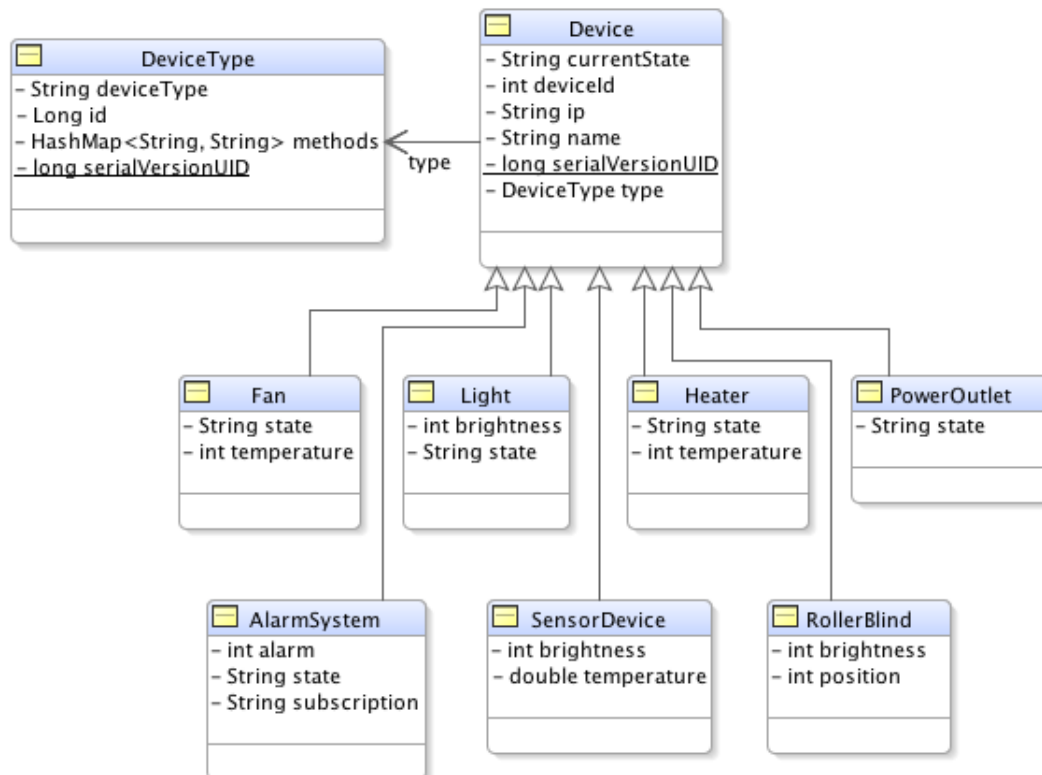 DeviceType
- String deviceType
- Long id
- HashMap<String, String> methods
- long serialVersionUID
type
Device
- String currentState
- int deviceId
- String ip
- String name
- long serialVersionUID
- DeviceType type
Fan
- String state
- int temperature
Light
- int brightness
- String state
Heater
- String state
- int temperature
PowerOutlet
- String state
AlarmSystem
- int alarm
- String state
- String subscription
SensorDevice
- int brightness
- double temperature
RollerBlind
- int brightness
- int position